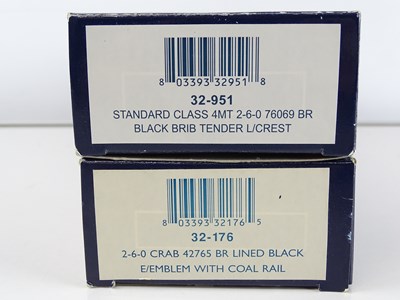 8 03393 32951 8
32-951
STANDARD CLASS 4MT 2-6-0 76069 BR
BLACK BRIB TENDER L/CREST
8 03393 32176 5
32-176
2-6-0 CRAB 42765 BR LINED BLACK
E/EMBLEM WITH COAL RAIL